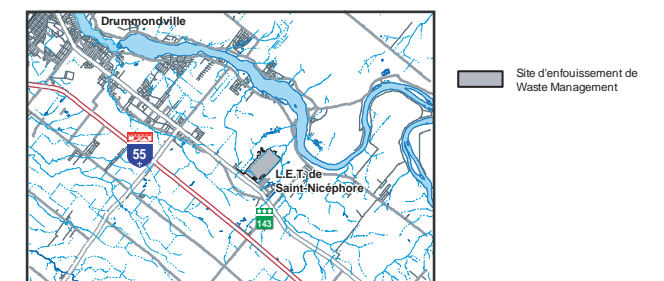 Drummondville
55
L.E.T. de
Saint-Nicéphore
143
Site d'enfouissement de
Waste Management